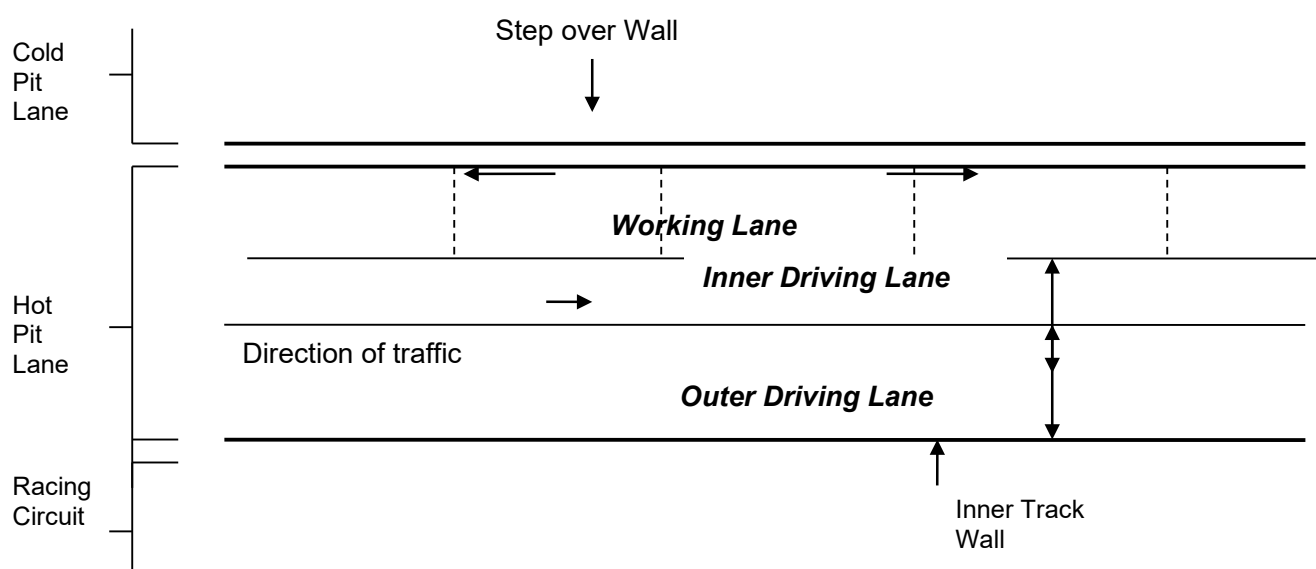 Step over Wall
Cold
Pit
Lane
Working Lane
Inner Driving Lane
Hot
Pit
Lane
Direction of traffic
Outer Driving Lane
Racing
Circuit
Inner Track
Wall